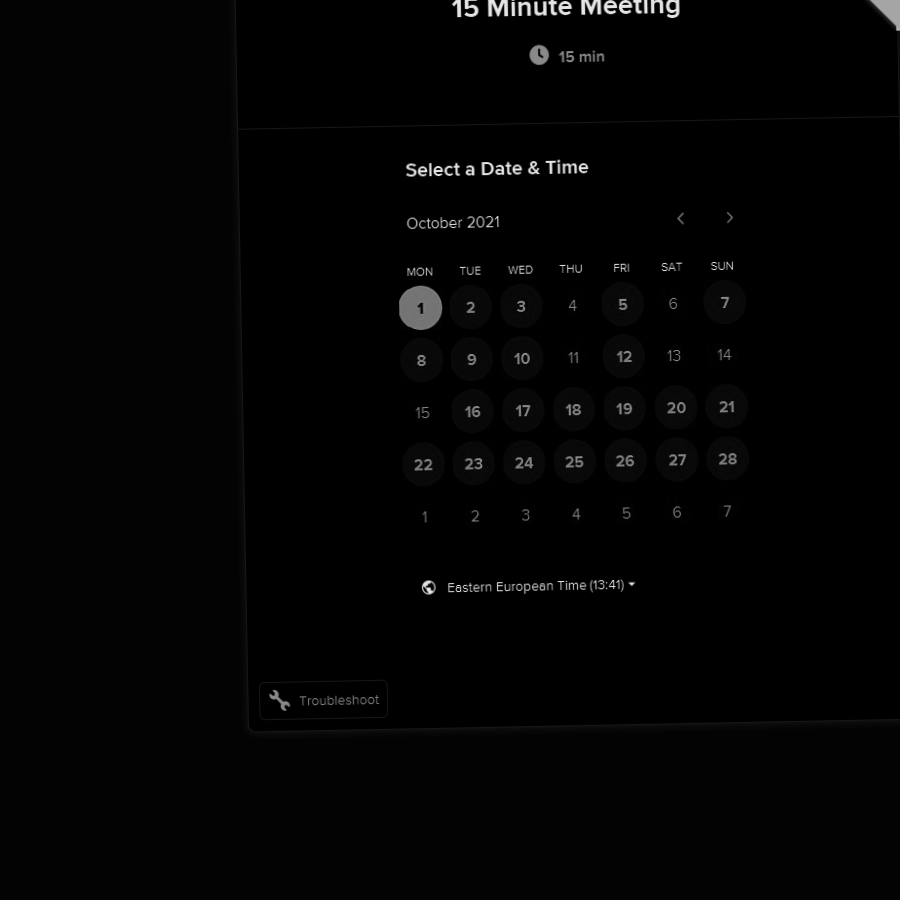 15 Minute Meeting
15 min
Select a Date & Time
October 2021
MON TUE WED THU FRI SAT SUN
1 2 3 4 5 6 7
8 9 10 11 12 13 14
15 16 17 18 19 20 21
22 23 24 25 26 27 28
1 2 3 4 5 6 7
Eastern European Time (13:41)
Troubleshoot